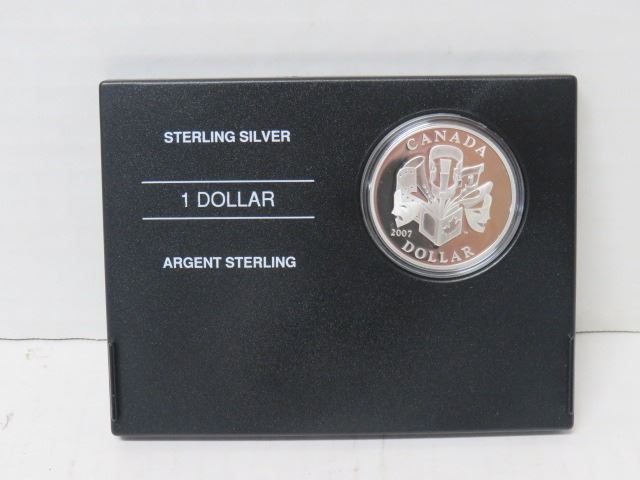 STERLING SILVER
1 DOLLAR
ARGENT STERLING
CANADA
2007
DOLLAR